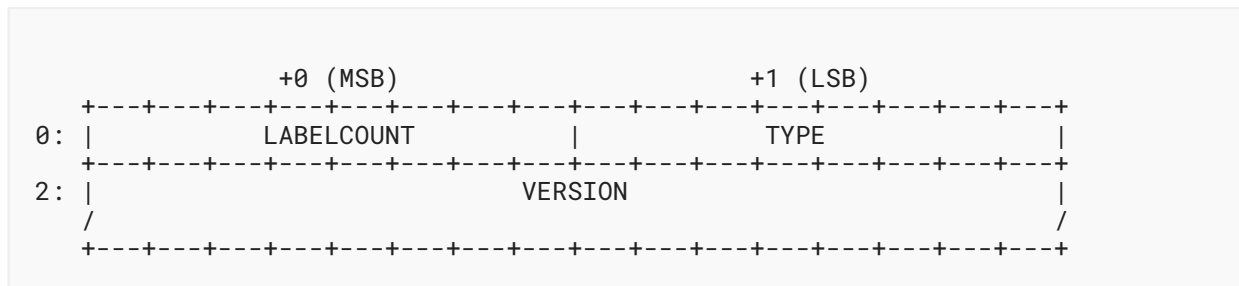 +0 (MSB)                       +1 (LSB)
   +---+---+---+---+---+---+---+---+---+---+---+---+---+---+---+---+
0: |           LABELCOUNT          |            TYPE               |
   +---+---+---+---+---+---+---+---+---+---+---+---+---+---+---+---+
2: |                            VERSION                            |
   /                                                               /
   +---+---+---+---+---+---+---+---+---+---+---+---+---+---+---+---+